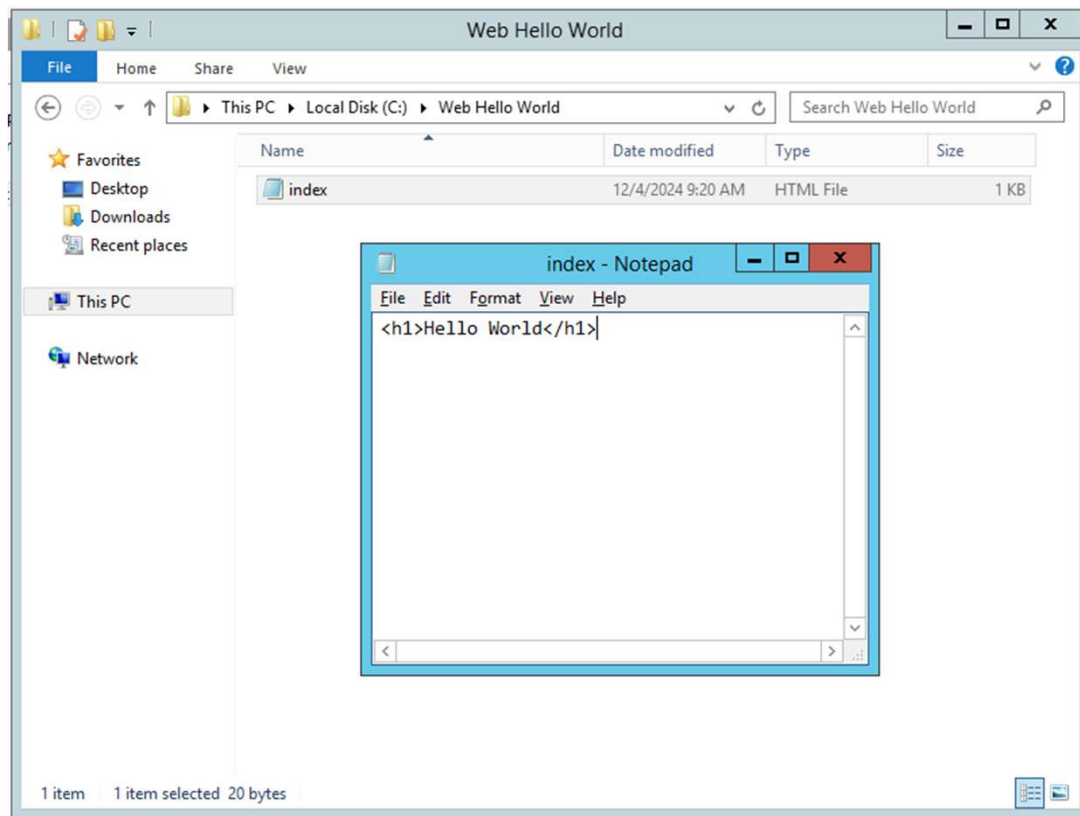 Web Hello World
File Home Share View
This PC Local Disk (C:) Web Hello World
Search Web Hello World
Favorites
Desktop
Downloads
Recent places
This PC
Network
Name Date modified Type Size
index 12/4/2024 9:20 AM HTML File 1 KB
index - Notepad
File Edit Format View Help
<h1>Hello World</h1>
1 item 1 item selected 20 bytes